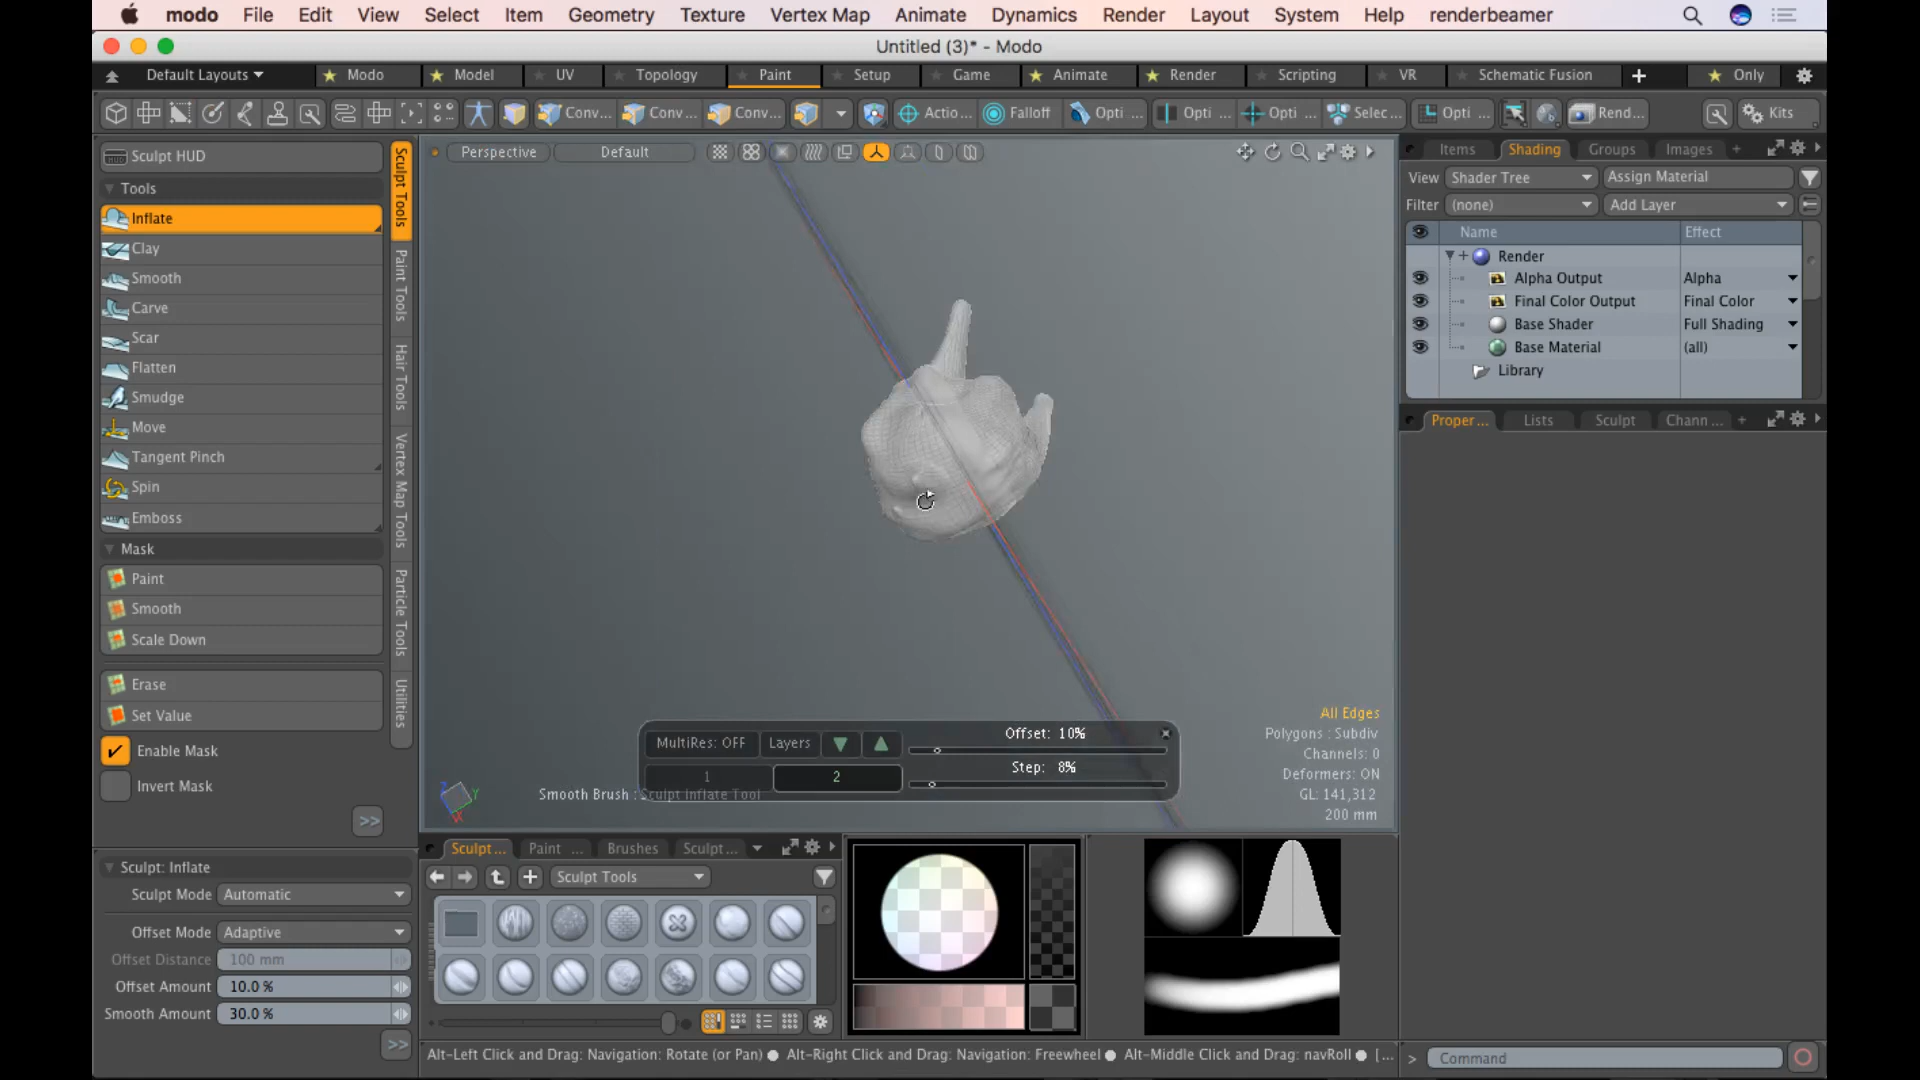 modo File Edit View Select Item Geometry Texture Vertex Map Animate Dynamics Render Layout System Help renderbeamer
Untitled (3)* - Modo
Default Layouts Modo Model UV Topology Paint Setup Game Animate Render Scripting VR Schematic Fusion + Only
Conv... Conv... Conv... Actio... Falloff Opti ... Opti ... Opti ... Selec... Opti ... Rend... Kits
Sculpt HUD
Tools
Inflate
Clay
Smooth
Carve
Scar
Flatten
Smudge
Move
Tangent Pinch
Spin
Emboss
Mask
Paint
Smooth
Scale Down
Erase
Set Value
Enable Mask
Invert Mask
>>
Sculpt: Inflate
Sculpt Mode Automatic
Offset Mode Adaptive
Offset Distance 100 mm
Offset Amount 10.0 %
Smooth Amount 30.0 %
>>
Sculpt Tools
Paint Tools
Hair Tools
Vertex Map Tools
Particle Tools
Utilities
Perspective Default
MultiRes: OFF Layers Offset: 10%
1 2 Step: 8%
Smooth Brush : Sculpt Inflate Tool
All Edges
Polygons : Subdiv
Channels: 0
Deformers: ON
GL: 141,312
200 mm
Sculpt ... Paint ... Brushes Sculpt ...
Sculpt Tools
Alt-Left Click and Drag: Navigation: Rotate (or Pan) ● Alt-Right Click and Drag: Navigation: Freewheel ● Alt-Middle Click and Drag: navRoll ● [...
Items Shading Groups Images +
View Shader Tree Assign Material
Filter (none) Add Layer
Name Effect
Render
Alpha Output Alpha
Final Color Output Final Color
Base Shader Full Shading
Base Material (all)
Library
Proper ... Lists Sculpt Chann ... +
> Command